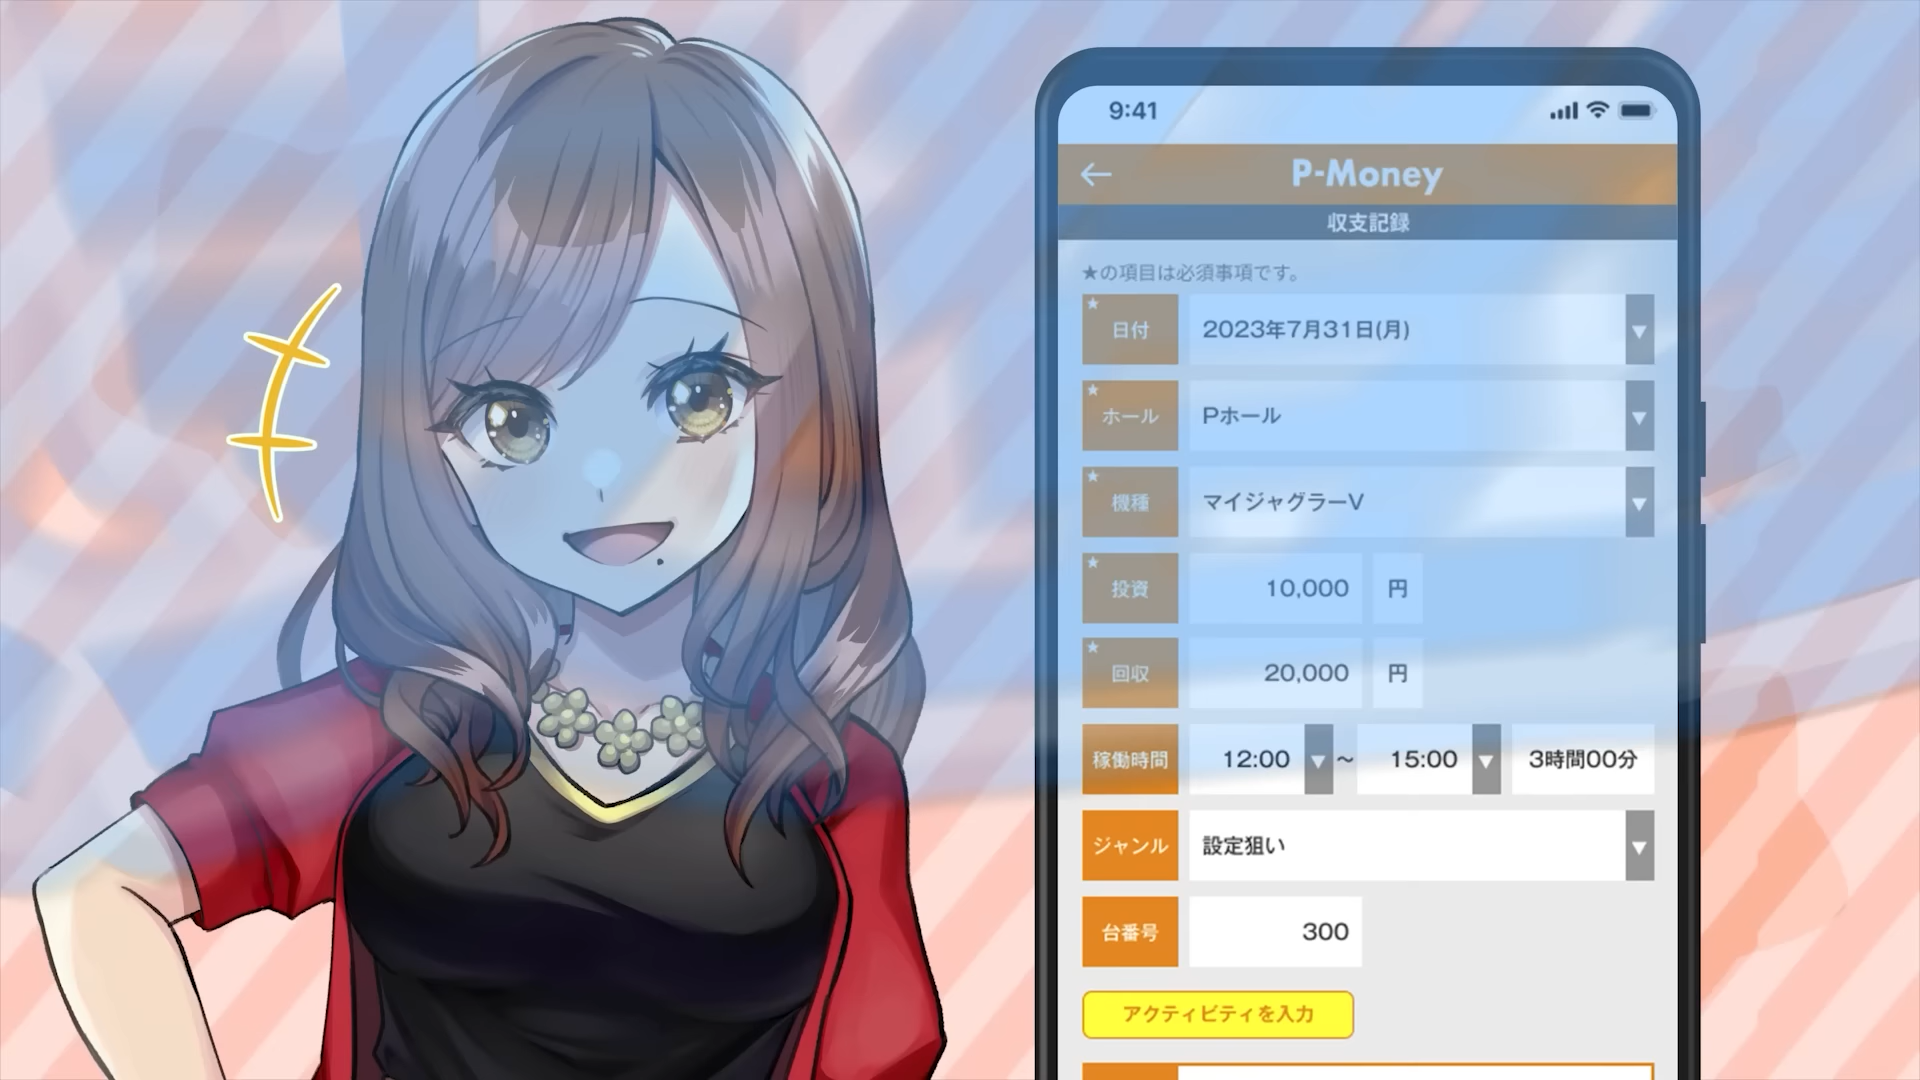 9:41
P-Money
収支記録
★の項目は必須事項です。
★日付 2023年7月31日(月) ▼
★ホール Pホール ▼
★機種 マイジャグラーV ▼
★投資 10,000 円
★回収 20,000 円
稼働時間 12:00 ▼ ~ 15:00 ▼ 3時間00分
ジャンル 設定狙い ▼
台番号 300
アクティビティを入力